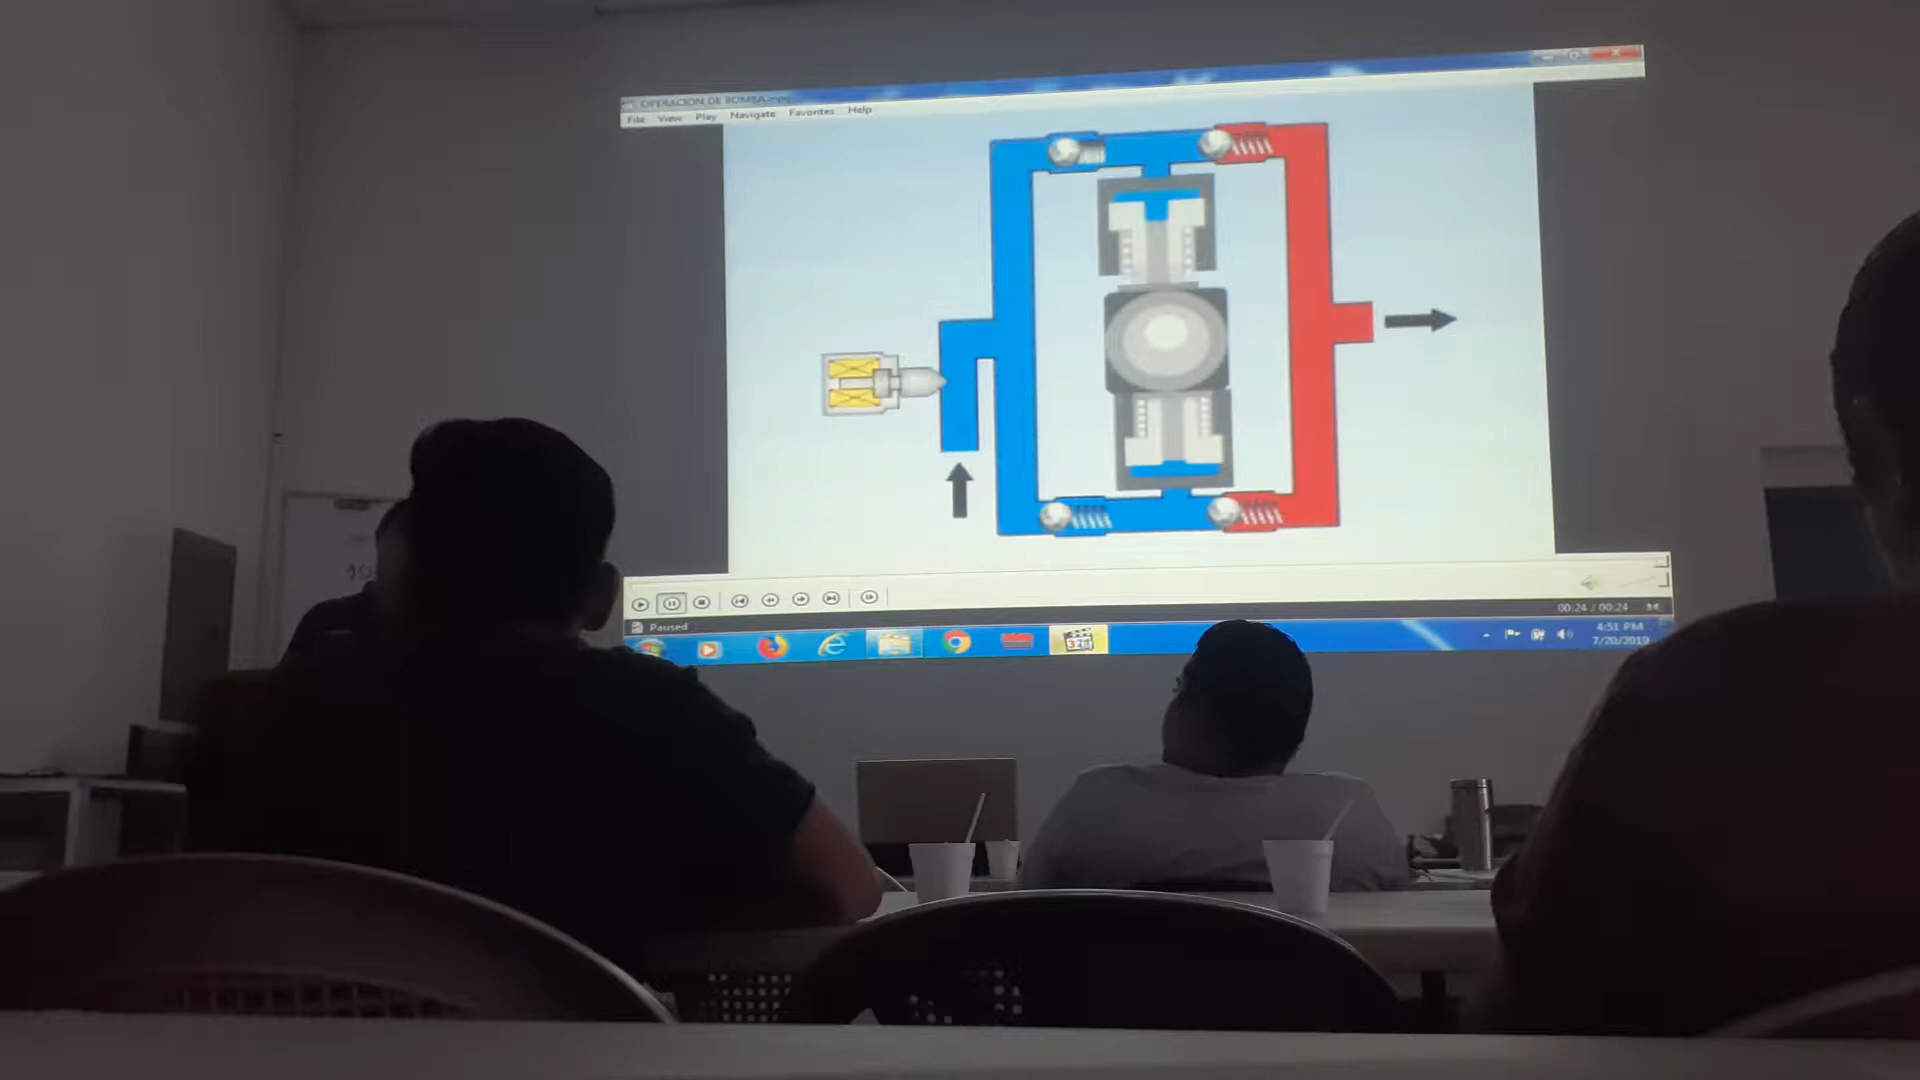 OPERACION DE BOMBA.mpg
File View Play Navigate Favorites Help
00:24 / 00:24
Paused
4:51 PM
7/20/2019